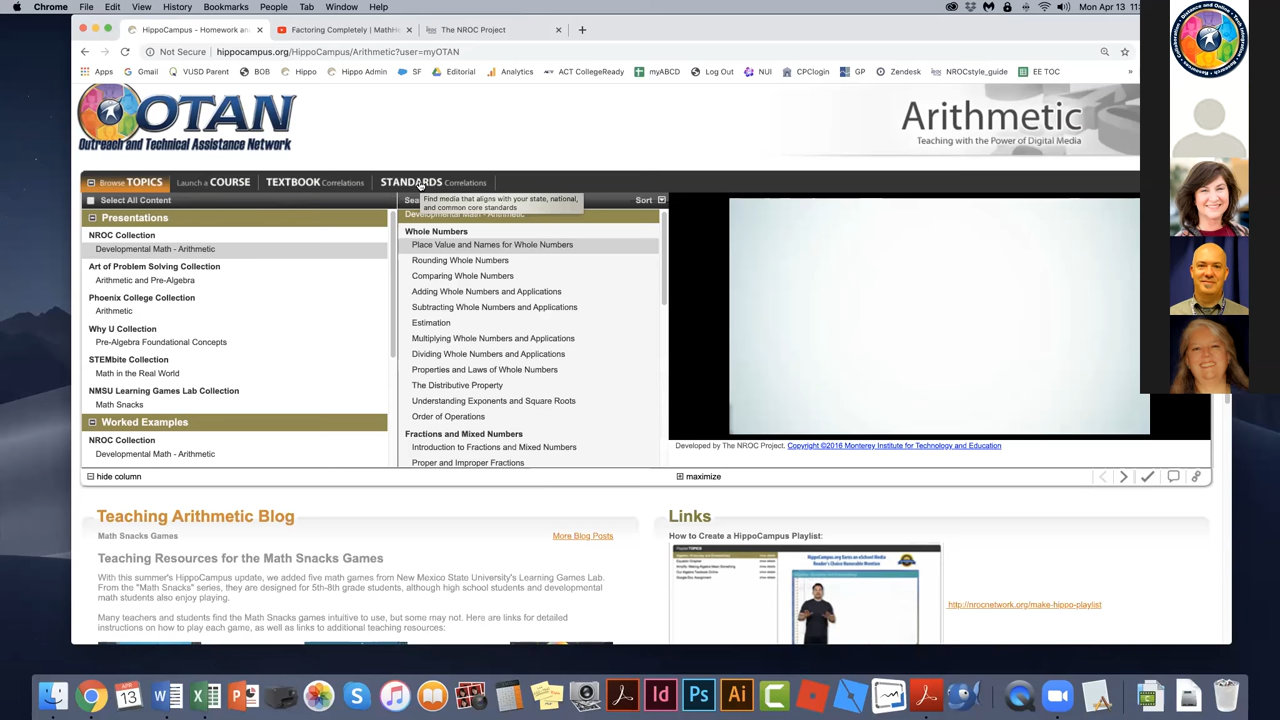 Chrome File Edit View History Bookmarks People Tab Window Help
Mon Apr 13 11:
HippoCampus - Homework an
Factoring Completely | MathH
The NROC Project
Not Secure hippocampus.org/HippoCampus/Arithmetic?user=myOTAN
Apps Gmail VUSD Parent BOB Hippo Hippo Admin SF Editorial Analytics ACT CollegeReady myABCD Log Out NUI CPClogin GP Zendesk NROCstyle_guide EE TOC »
OTAN
Outreach and Technical Assistance Network
Arithmetic
Teaching with the Power of Digital Media
Browse TOPICS Launch a COURSE TEXTBOOK Correlations STANDARDS Correlations
Find media that aligns with your state, national,
and common core standards
Select All Content
Sea
Sort
Presentations
NROC Collection
Developmental Math - Arithmetic
Art of Problem Solving Collection
Arithmetic and Pre-Algebra
Phoenix College Collection
Arithmetic
Why U Collection
Pre-Algebra Foundational Concepts
STEMbite Collection
Math in the Real World
NMSU Learning Games Lab Collection
Math Snacks
Worked Examples
NROC Collection
Developmental Math - Arithmetic
Developmental Math - Arithmetic
Whole Numbers
Place Value and Names for Whole Numbers
Rounding Whole Numbers
Comparing Whole Numbers
Adding Whole Numbers and Applications
Subtracting Whole Numbers and Applications
Estimation
Multiplying Whole Numbers and Applications
Dividing Whole Numbers and Applications
Properties and Laws of Whole Numbers
The Distributive Property
Understanding Exponents and Square Roots
Order of Operations
Fractions and Mixed Numbers
Introduction to Fractions and Mixed Numbers
Proper and Improper Fractions
Developed by The NROC Project. Copyright ©2016 Monterey Institute for Technology and Education
hide column
maximize
Teaching Arithmetic Blog
Math Snacks Games
More Blog Posts
Teaching Resources for the Math Snacks Games
With this summer's HippoCampus update, we added five math games from New Mexico State University's Learning Games Lab.
From the "Math Snacks" series, they are designed for 5th-8th grade students, although high school students and developmental
math students also enjoy playing.
Many teachers and students find the Math Snacks games intuitive to use, but some may not. Here are links for detailed
instructions on how to play each game, as well as links to additional teaching resources:
Links
How to Create a HippoCampus Playlist:
http://nrocnetwork.org/make-hippo-playlist
APR
13
Id
Ps
Ai